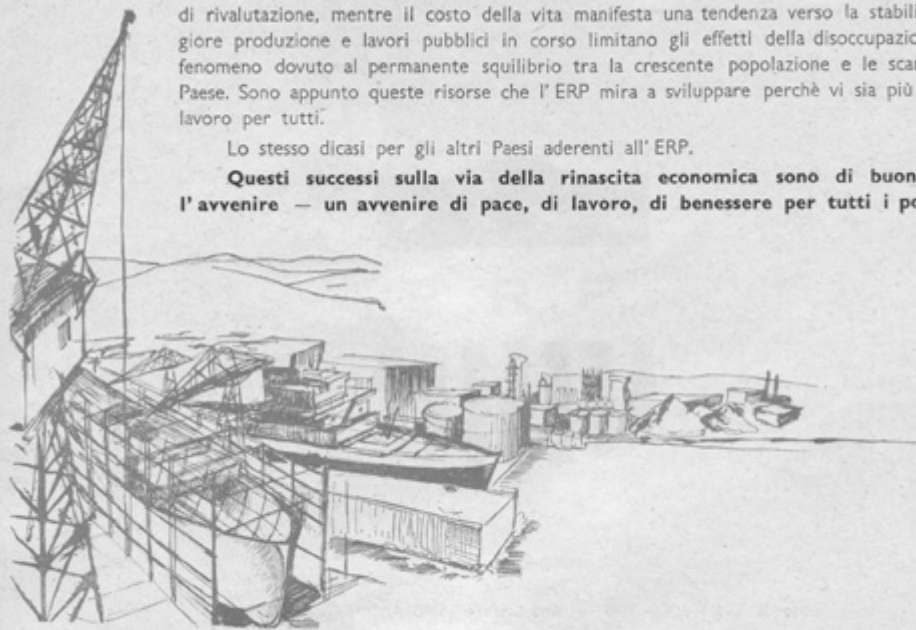 di rivalutazione, mentre il costo della vita manifesta una tendenza verso la stabili
giore produzione e lavori pubblici in corso limitano gli effetti della disoccupazio
fenomeno dovuto al permanente squilibrio tra la crescente popolazione e le scar
Paese. Sono appunto queste risorse che l' ERP mira a sviluppare perchè vi sia più
lavoro per tutti.
Lo stesso dicasi per gli altri Paesi aderenti all' ERP.
Questi successi sulla via della rinascita economica sono di buon
l' avvenire — un avvenire di pace, di lavoro, di benessere per tutti i po